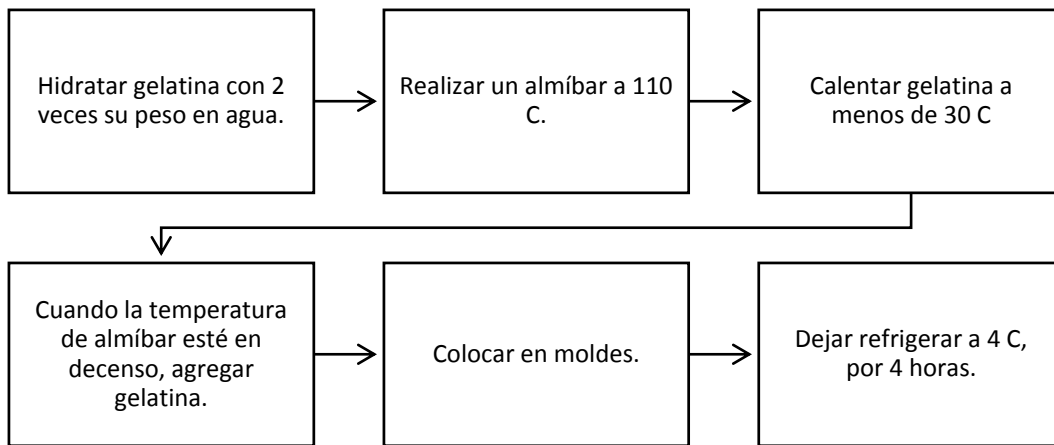 Hidratar gelatina con 2
veces su peso en agua.
Realizar un almíbar a 110
C.
Calentar gelatina a
menos de 30 C
Cuando la temperatura
de almíbar esté en
decenso, agregar
gelatina.
Colocar en moldes.
Dejar refrigerar a 4 C,
por 4 horas.